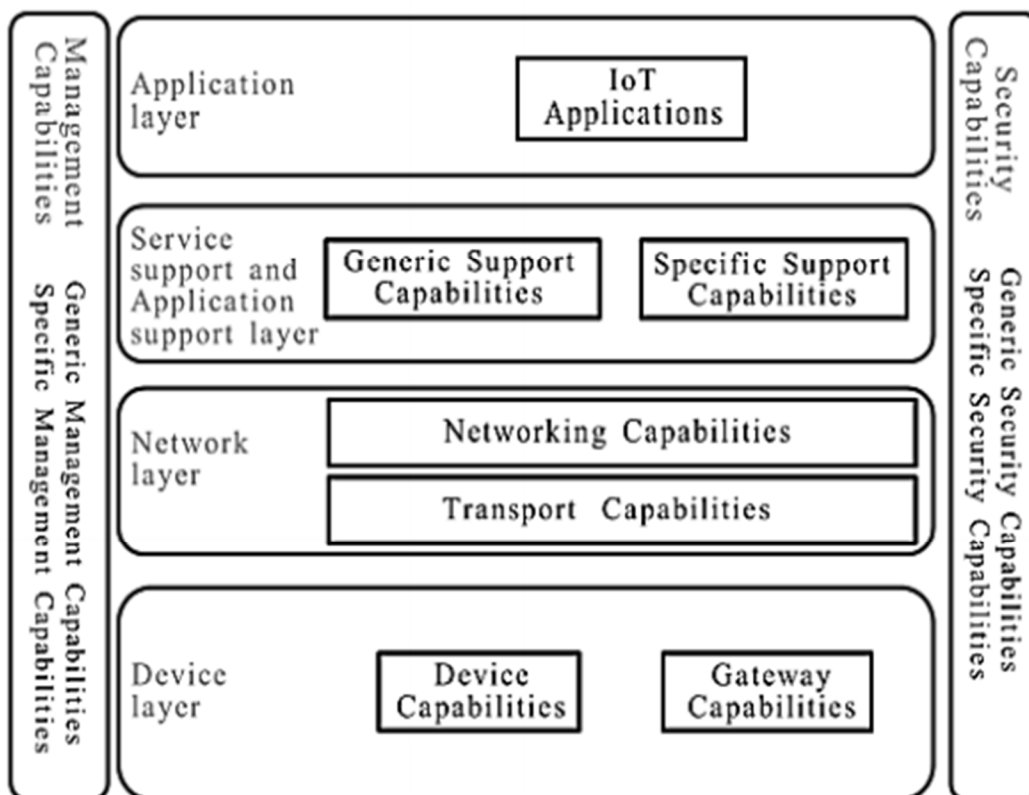 Management
Capabilities
Generic Management Capabilities
Specific Management Capabilities
Application
layer
IoT
Applications
Service
support and
Application
support layer
Generic Support
Capabilities
Specific Support
Capabilities
Network
layer
Networking Capabilities
Transport Capabilities
Device
layer
Device
Capabilities
Gateway
Capabilities
Security
Capabilities
Generic Security Capabilities
Specific Security Capabilities